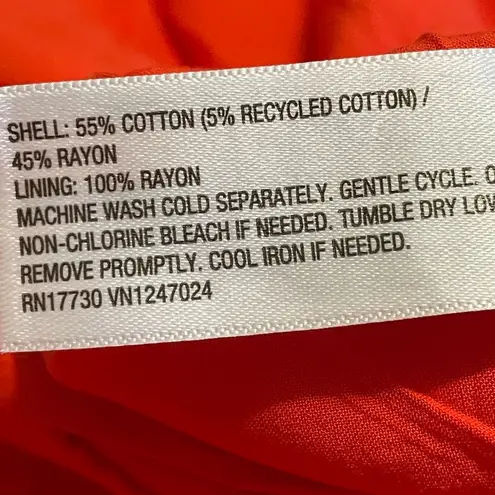 SHELL: 55% COTTON (5% RECYCLED COTTON) /
45% RAYON
LINING: 100% RAYON
MACHINE WASH COLD SEPARATELY. GENTLE CYCLE.
NON-CHLORINE BLEACH IF NEEDED. TUMBLE DRY LOW
REMOVE PROMPTLY. COOL IRON IF NEEDED.
RN17730 VN1247024